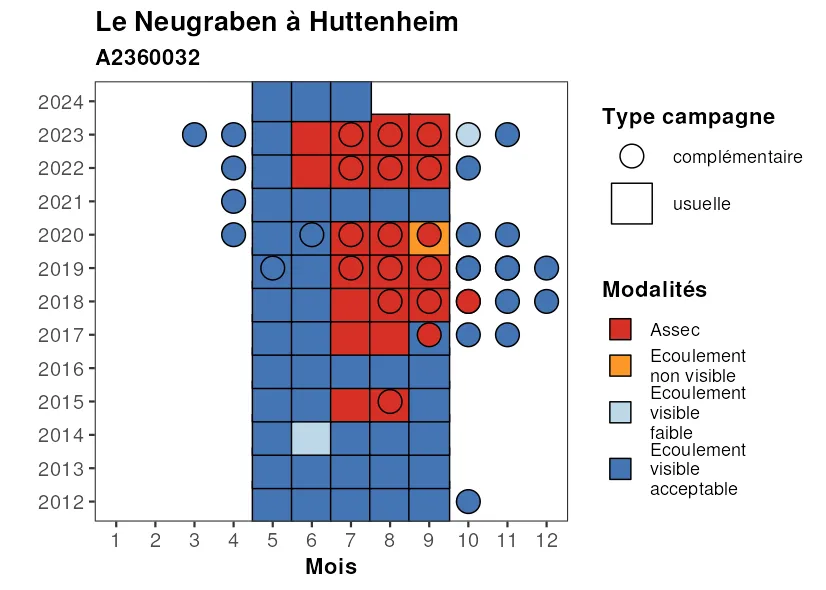 Le Neugraben à Huttenheim
A2360032
2024
2023
2022
2021
2020
2019
2018
2017
2016
2015
2014
2013
2012
1 2 3 4 5 6 7 8 9 10 11 12
Mois
Type campagne
complémentaire
usuelle
Modalités
Assec
Ecoulement
non visible
Ecoulement
visible
faible
Ecoulement
visible
acceptable